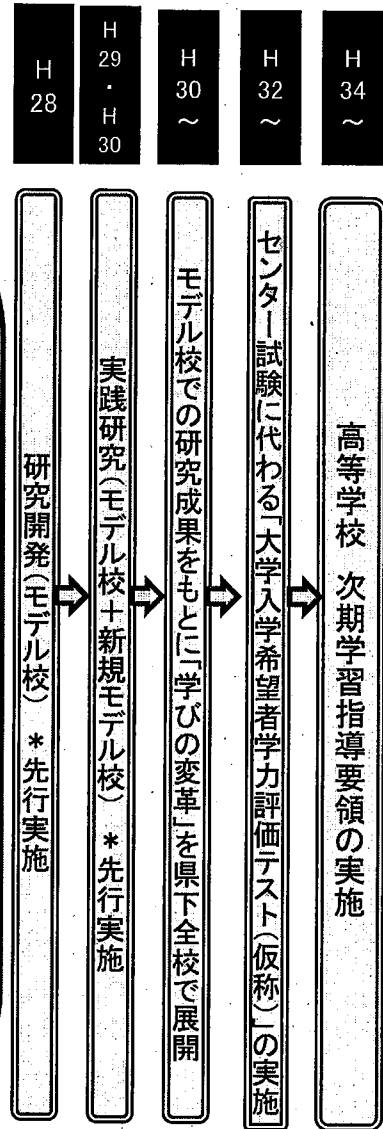 H
28
H
29
・
H
30
H
30
～
H
32
～
H
34
～
研究開発(モデル校) *先行実施
実践研究(モデル校+新規モデル校) *先行実施
モデル校での研究成果をもとに「学びの変革」を県下全校で展開
センター試験に代わる「大学入学希望者学力評価テスト(仮称)」の実施
高等学校 次期学習指導要領の実施